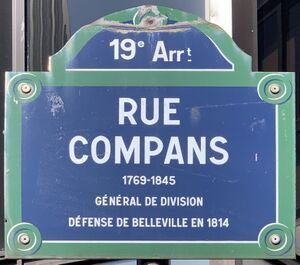 19e Arrt
RUE
COMPANS
1769-1845
GÉNÉRAL DE DIVISION
DÉFENSE DE BELLEVILLE EN 1814